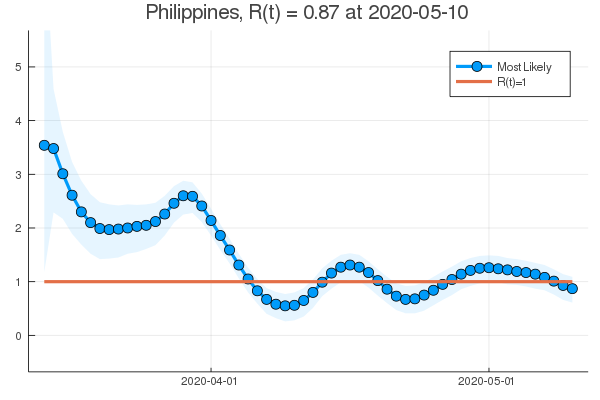 Philippines, R(t) = 0.87 at 2020-05-10
Most Likely
R(t)=1
5
4
3
2
1
0
2020-04-01
2020-05-01